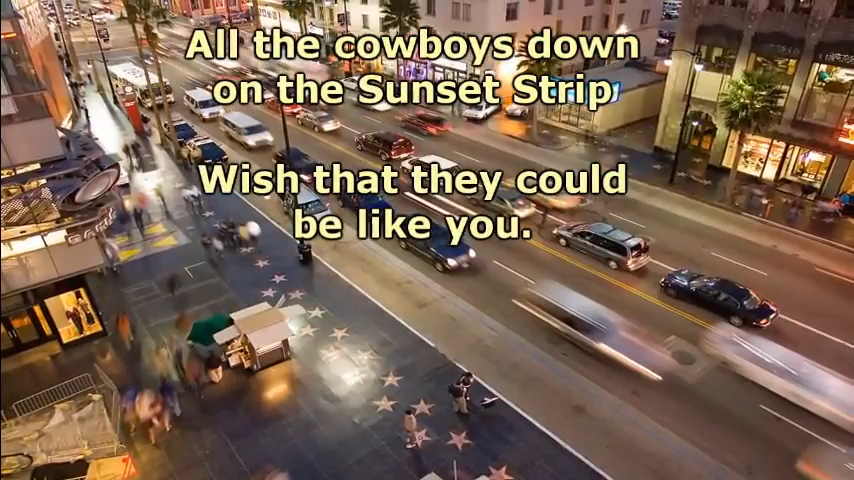 All the cowboys down
on the Sunset Strip
Wish that they could
be like you.